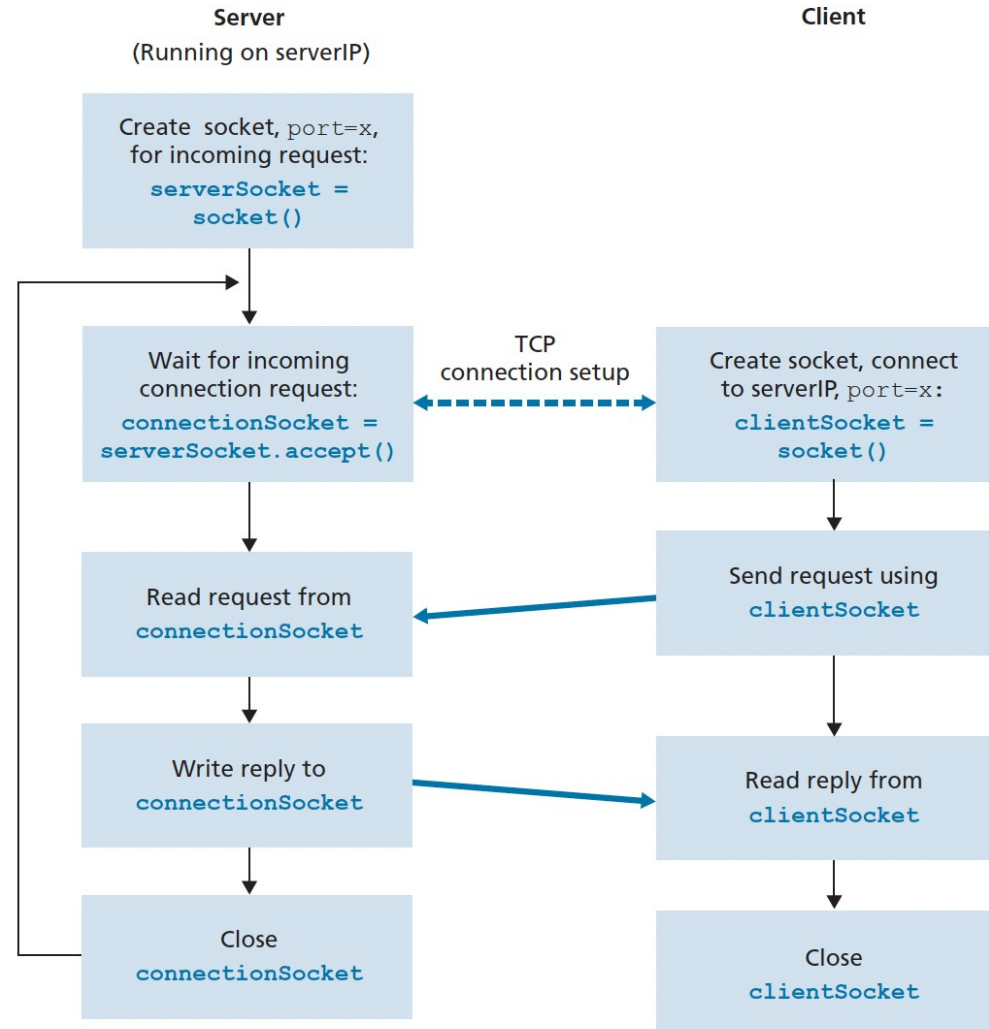 Server
(Running on serverIP)
Create socket, port=x,
for incoming request:
serverSocket =
socket()
Wait for incoming
connection request:
connectionSocket =
serverSocket.accept()
Read request from
connectionSocket
Write reply to
connectionSocket
Close
connectionSocket
TCP
connection setup
Client
Create socket, connect
to serverIP, port=x:
clientSocket =
socket()
Send request using
clientSocket
Read reply from
clientSocket
Close
clientSocket